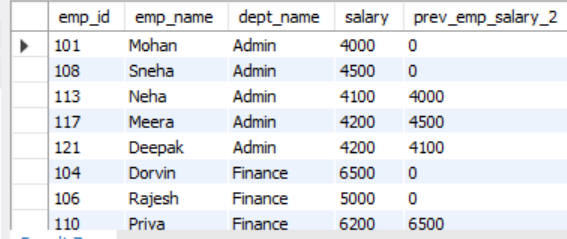 emp_id emp_name dept_name salary prev_emp_salary_2
101 Mohan Admin 4000 0
108 Sneha Admin 4500 0
113 Neha Admin 4100 4000
117 Meera Admin 4200 4500
121 Deepak Admin 4200 4100
104 Dorvin Finance 6500 0
106 Rajesh Finance 5000 0
110 Priya Finance 6200 6500